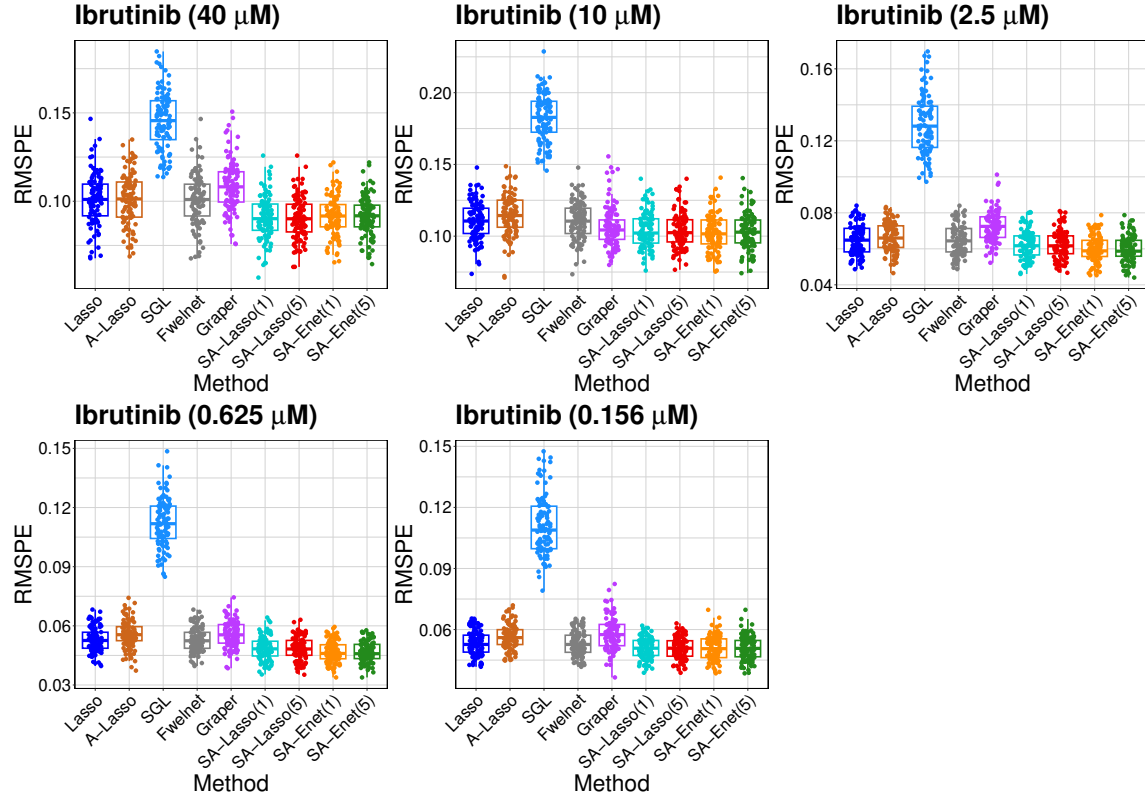 Ibrutinib (40 μM)
RMSPE
0.15
0.10
Lasso
A−Lasso
SGL
Fwelnet
Graper
SA−Lasso(1)
SA−Lasso(5)
SA−Enet(1)
SA−Enet(5)
Method
Ibrutinib (10 μM)
RMSPE
0.20
0.15
0.10
Lasso
A−Lasso
SGL
Fwelnet
Graper
SA−Lasso(1)
SA−Lasso(5)
SA−Enet(1)
SA−Enet(5)
Method
Ibrutinib (2.5 μM)
RMSPE
0.16
0.12
0.08
0.04
Lasso
A−Lasso
SGL
Fwelnet
Graper
SA−Lasso(1)
SA−Lasso(5)
SA−Enet(1)
SA−Enet(5)
Method
Ibrutinib (0.625 μM)
RMSPE
0.15
0.12
0.09
0.06
0.03
Lasso
A−Lasso
SGL
Fwelnet
Graper
SA−Lasso(1)
SA−Lasso(5)
SA−Enet(1)
SA−Enet(5)
Method
Ibrutinib (0.156 μM)
RMSPE
0.15
0.12
0.09
0.06
Lasso
A−Lasso
SGL
Fwelnet
Graper
SA−Lasso(1)
SA−Lasso(5)
SA−Enet(1)
SA−Enet(5)
Method